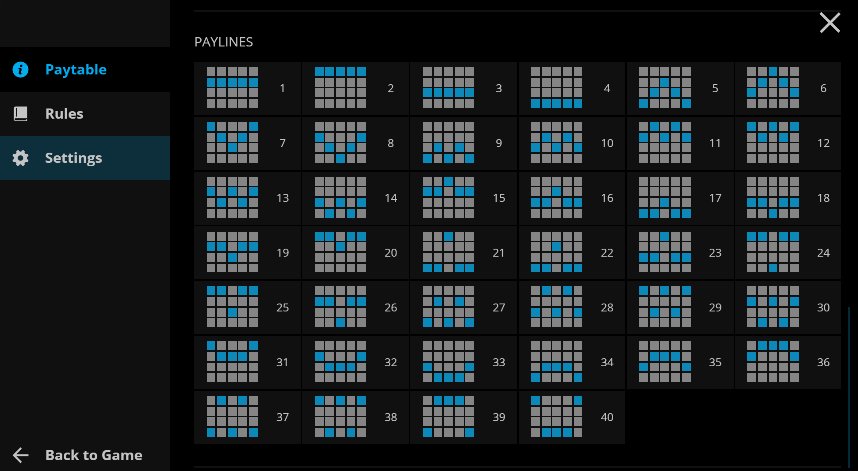 PAYLINES
Paytable
Rules
Settings
Back to Game
1 2 3 4 5 6
7 8 9 10 11 12
13 14 15 16 17 18
19 20 21 22 23 24
25 26 27 28 29 30
31 32 33 34 35 36
37 38 39 40